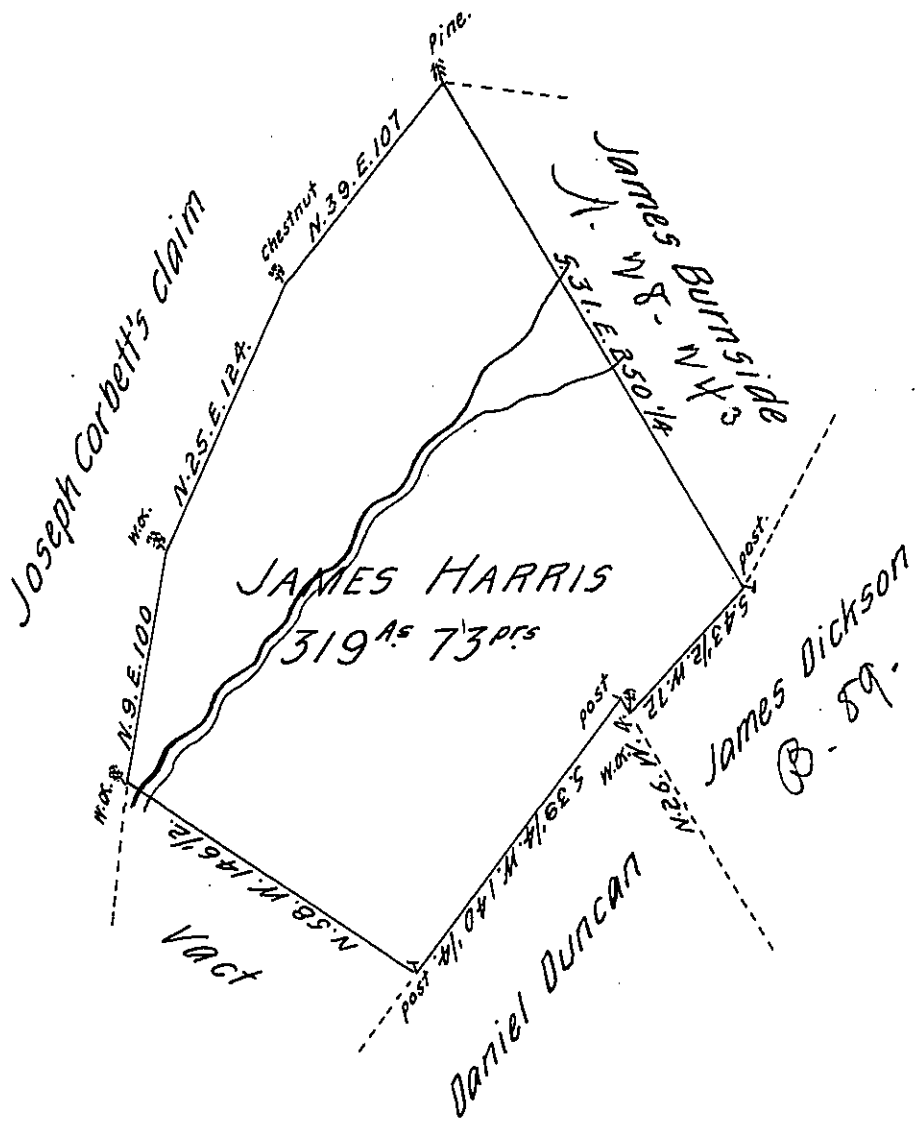 Pine.
N. 39. E. 107
Chestnut
James Burnside
Joseph Corbett's claim
N. 25. E. 124.
S. 31. E. 250 1/4
w.o.
JAMES HARRIS
319 As 73 prs
post.
S. 43 1/2. W. 72
James Dickson
B. 89.
N. 9. E. 100
post
w.o.
N. 26. W.
S. 39 1/4. W. 140 1/4.
w.o.
N. 58. W. 146 1/2.
Vact
post
Daniel Duncan